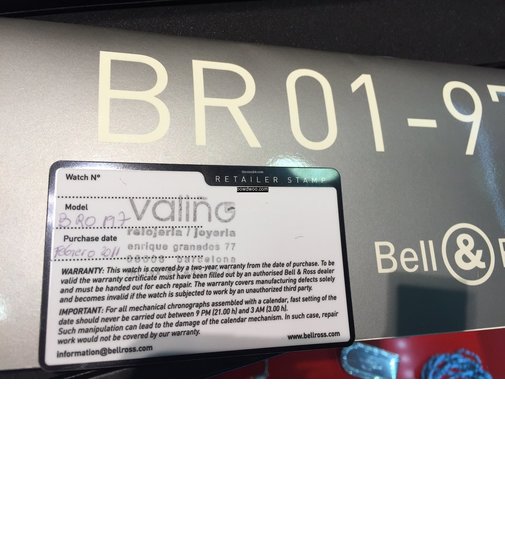 BR 01-97
Watch Nº
RETAILER STAMP
Model
BR0197
valing
relojeria / joyeria
Purchase date
2011
enrique granados 77
barcelona
WARRANTY: This watch is covered by a two-year warranty from the date of purchase. To be
valid the warranty certificate must have been filled out by an authorised Bell & Ross dealer
and must be handed out for each repair. The warranty covers manufacturing defects solely
and becomes invalid if the watch is subjected to work by an unauthorized third party.
IMPORTANT: For all mechanical chronographs assembled with a calendar, fast setting of the
date should never be carried out between 9 PM (21.00 h) and 3 AM (3.00 h).
Such manipulation can lead to the damage of the calendar mechanism. In such case, repair
work would not be covered by our warranty.
information@bellross.com
www.bellross.com
Bell &